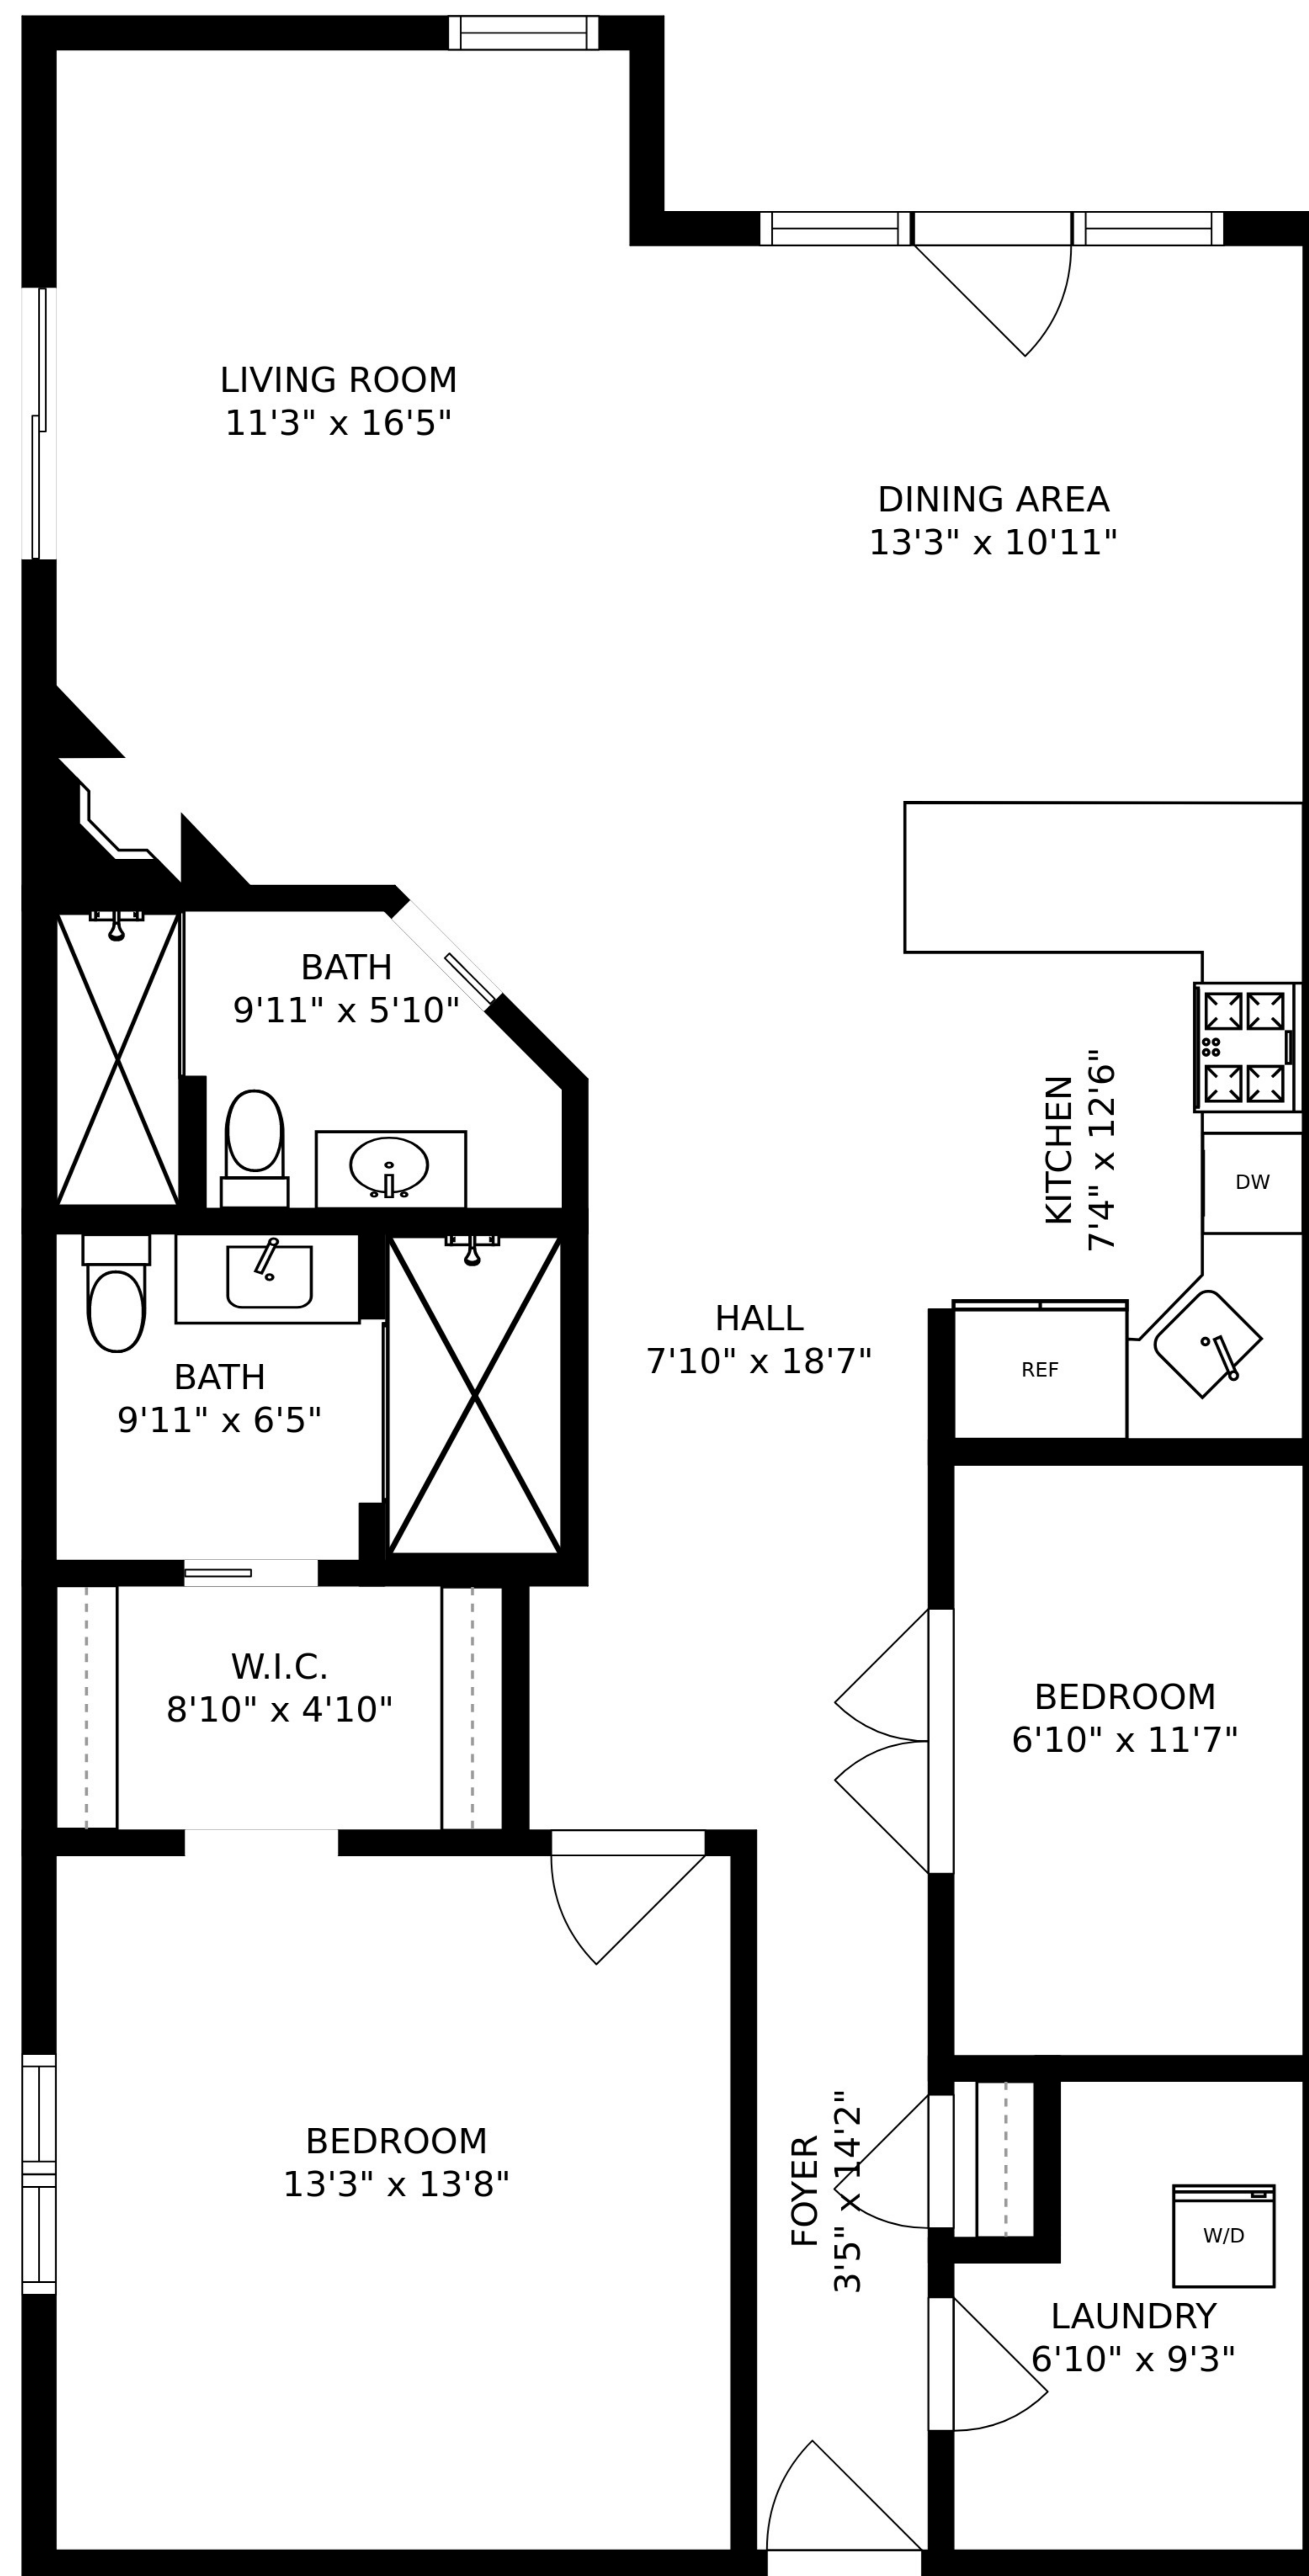 LIVING ROOM
11'3" x 16'5"
DINING AREA
13'3" x 10'11"
BATH
9'11" x 5'10"
KITCHEN
7'4" x 12'6"
DW
HALL
7'10" x 18'7"
REF
BATH
9'11" x 6'5"
W.I.C.
8'10" x 4'10"
BEDROOM
6'10" x 11'7"
BEDROOM
13'3" x 13'8"
FOYER
3'5" x 14'2"
W/D
LAUNDRY
6'10" x 9'3"